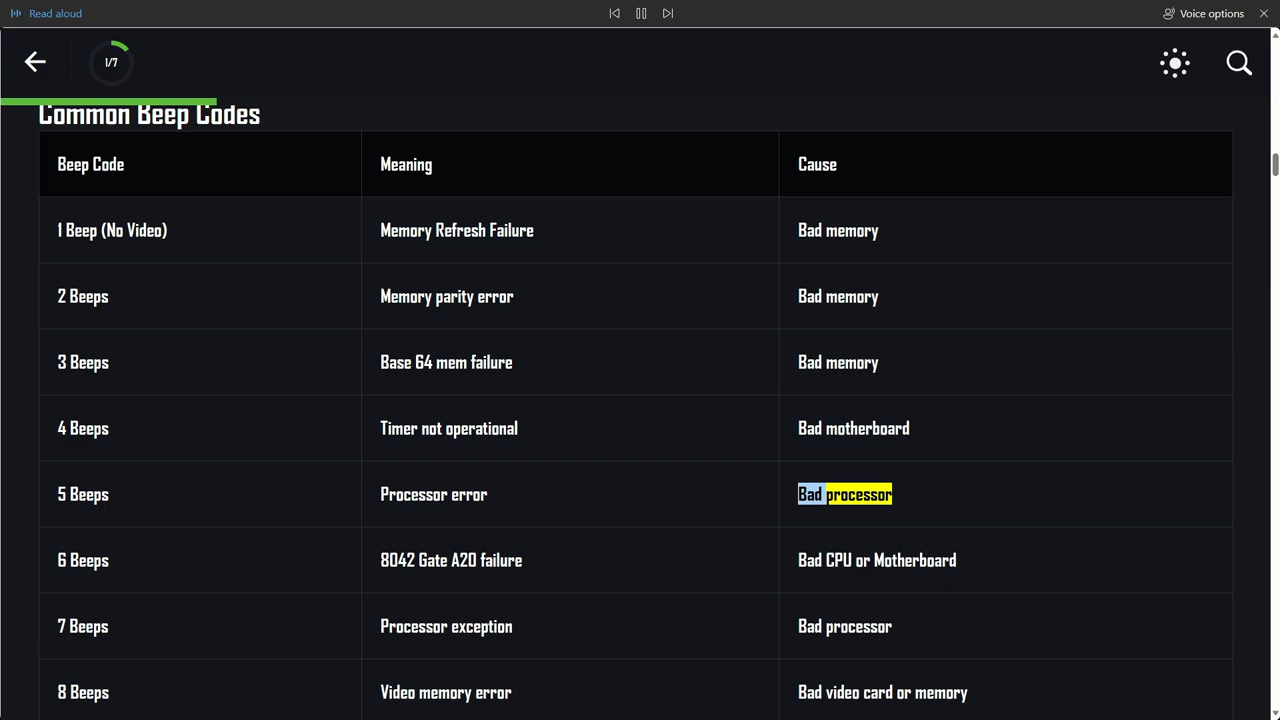 Read aloud
Voice options
1/7
Common Beep Codes
Beep Code Meaning Cause
1 Beep (No Video) Memory Refresh Failure Bad memory
2 Beeps Memory parity error Bad memory
3 Beeps Base 64 mem failure Bad memory
4 Beeps Timer not operational Bad motherboard
5 Beeps Processor error Bad processor
6 Beeps 8042 Gate A20 failure Bad CPU or Motherboard
7 Beeps Processor exception Bad processor
8 Beeps Video memory error Bad video card or memory